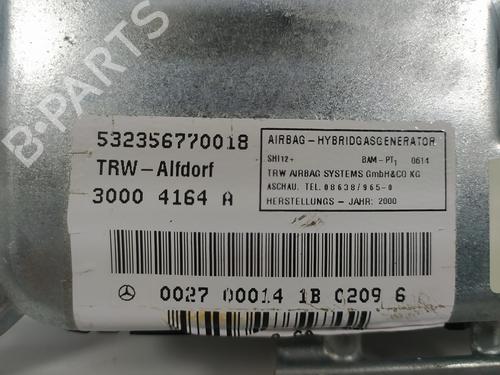 B-PARTS
532356770018
TRW-Alfdorf
3000 4164 A
AIRBAG-HYBRIDGASGENERATOR
SHI12+ BAM-PT1 0614
TRW AIRBAG SYSTEMS GmbH&CO KG
ASCHAU. TEL. 08638/965-0
HERSTELLUNGS-JAHR: 2000
0027 00014 1B 0209 6